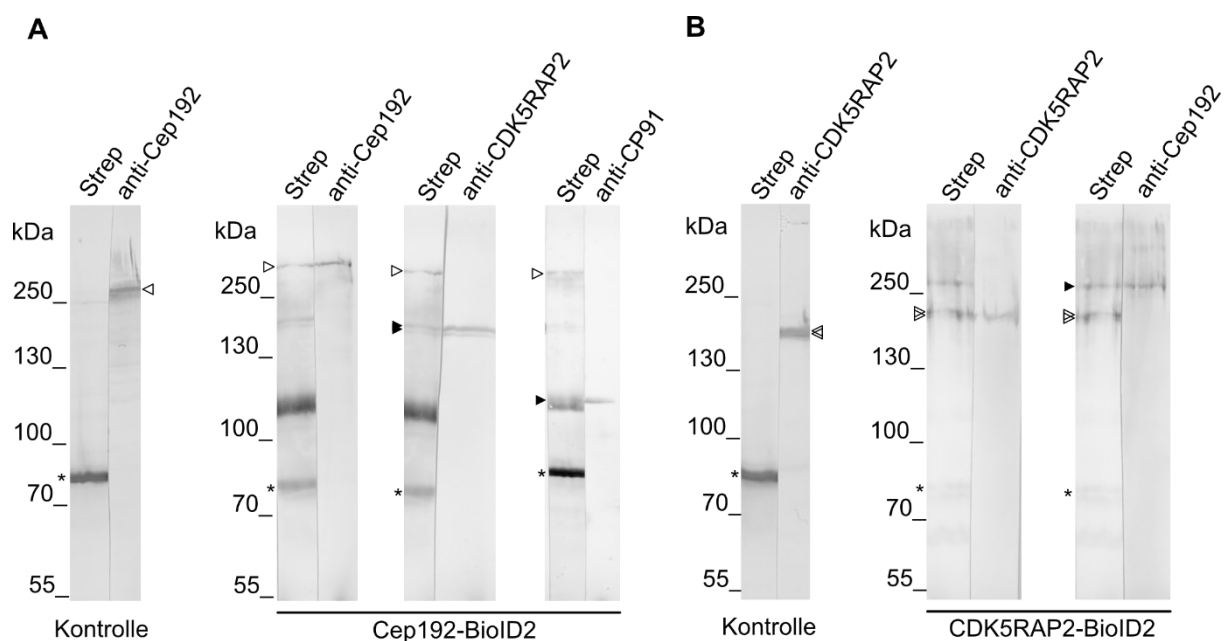 A
B
Strep
anti-Cep192
Strep
anti-Cep192
Strep
anti-CDK5RAP2
Strep
anti-CP91
Strep
anti-CDK5RAP2
Strep
anti-CDK5RAP2
Strep
anti-Cep192
kDa
250
130
100
*
70
55
Kontrolle
kDa
250
130
100
*
70
55
*
*
Cep192-BioID2
kDa
250
130
100
*
70
55
Kontrolle
kDa
250
130
100
*
70
55
*
CDK5RAP2-BioID2